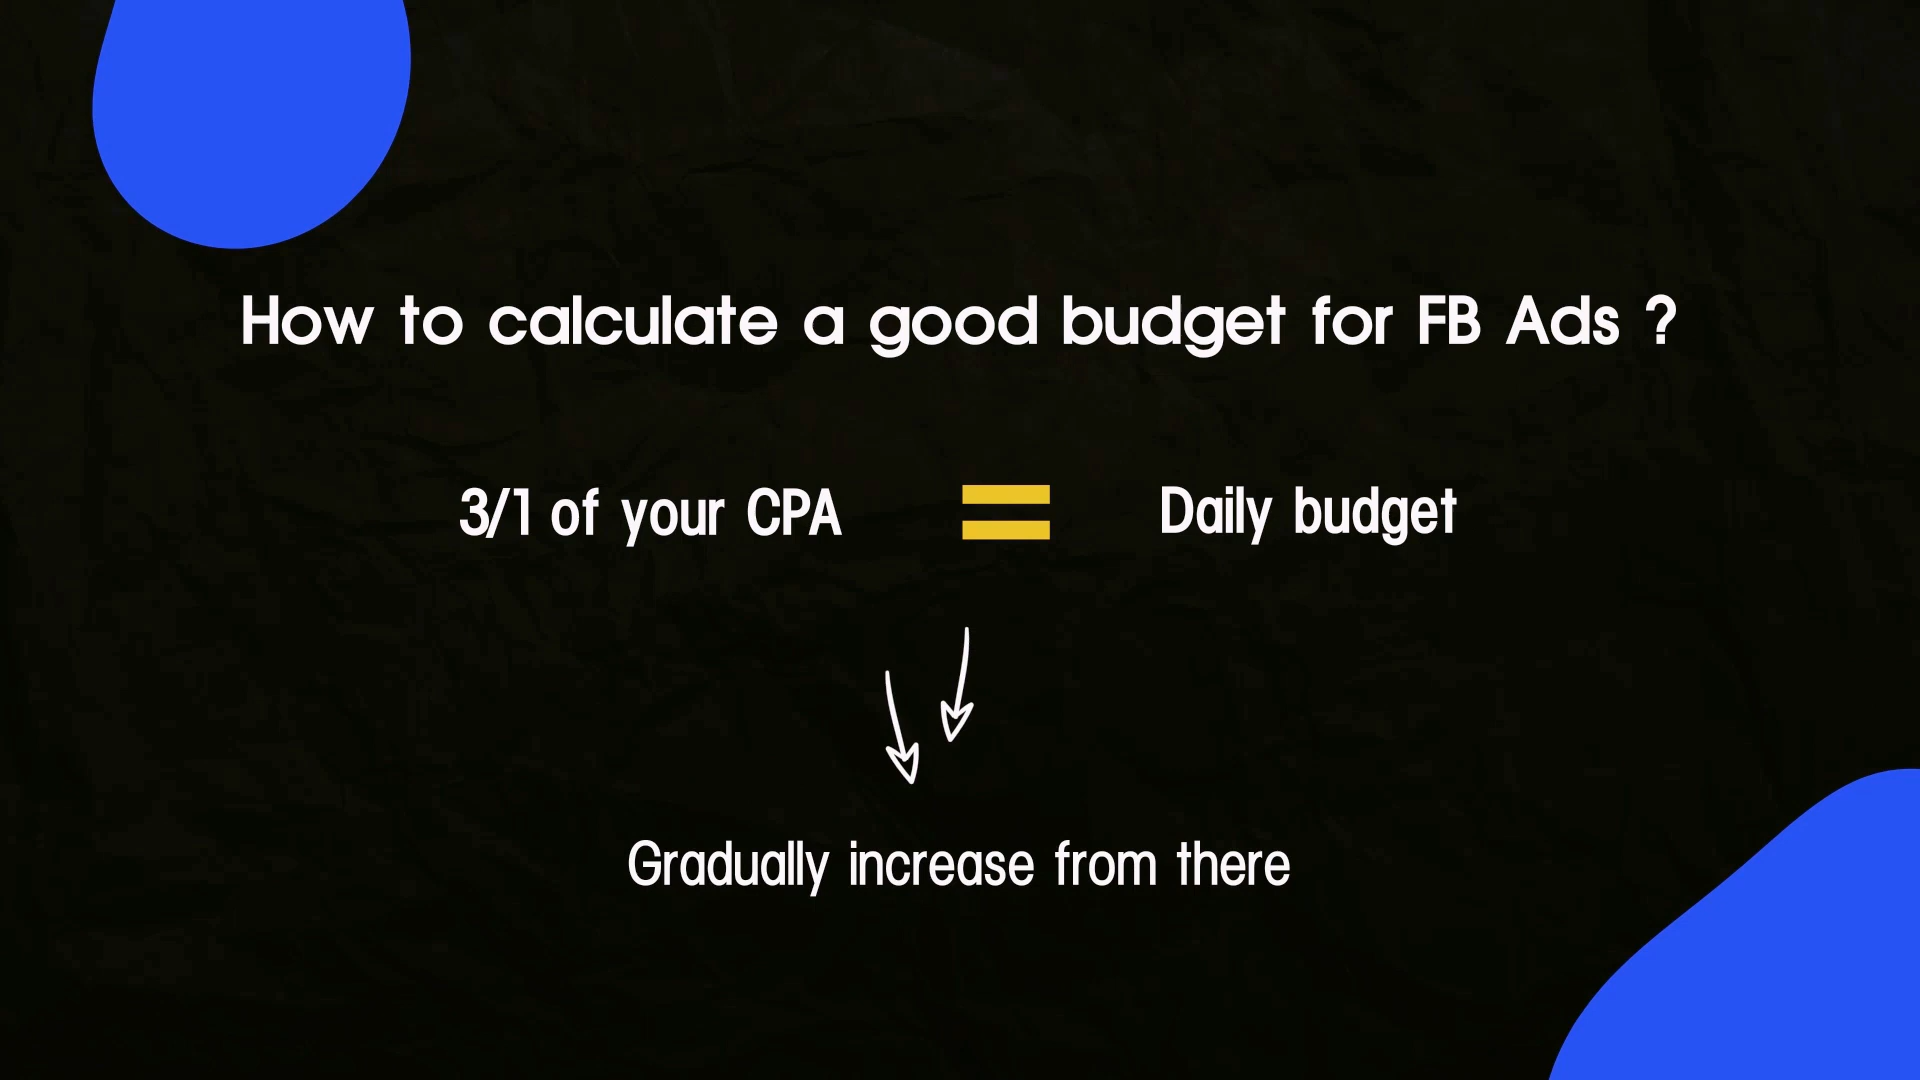 How to calculate a good budget for FB Ads ?
3/1 of your CPA = Daily budget
Gradually increase from there